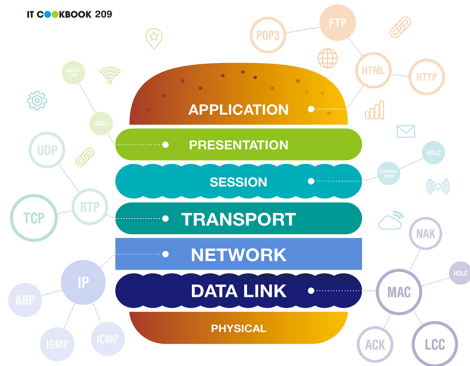 IT COOKBOOK 209
POP3
FTP
HTML
HTTP
APPLICATION
PRESENTATION
SESSION
TRANSPORT
NETWORK
DATA LINK
PHYSICAL
UDP
TCP
RTP
IP
ARP
IGMP
ICMP
HDLC
NAK
HDLC
MAC
ACK
LCC